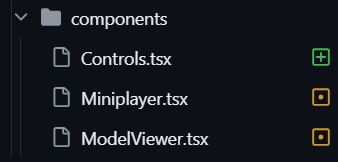 components
Controls.tsx
Miniplayer.tsx
ModelViewer.tsx